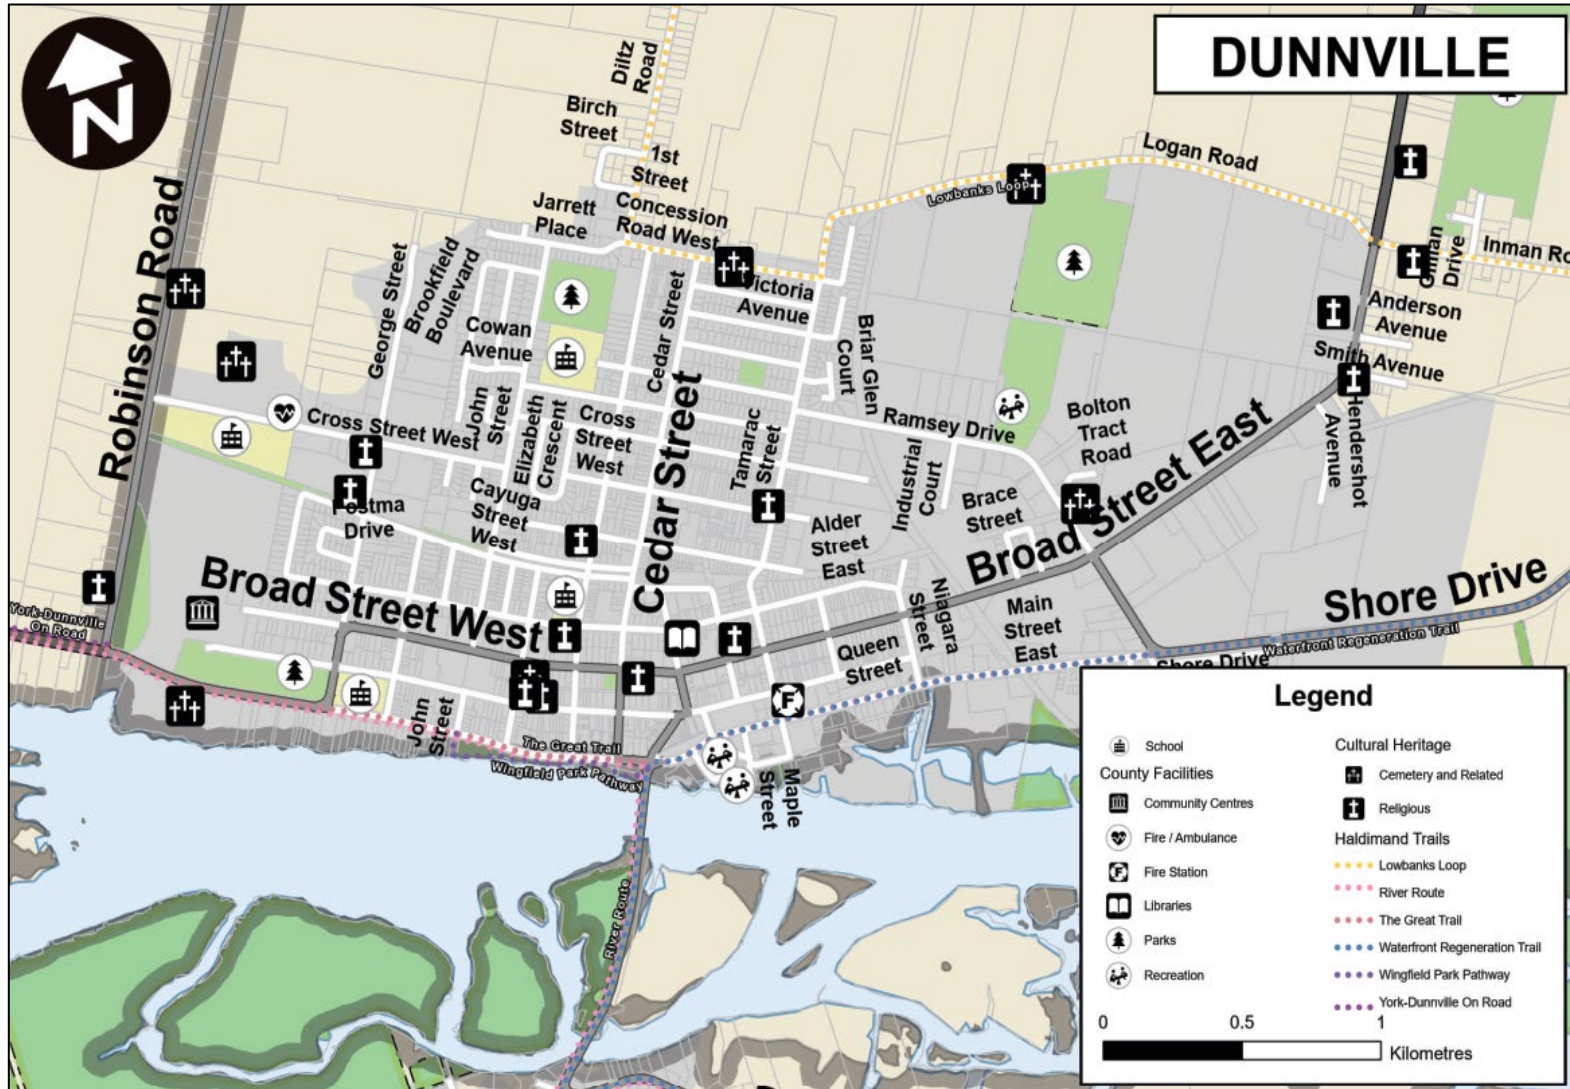 DUNNVILLE
N
Diltz
Road
Birch
Street
1st
Street
Concession
Road West
Jarrett
Place
Logan Road
Lowbanks Loop
Robinson Road
George Street
Brookfield
Boulevard
Victoria
Avenue
Cedar Street
Gilman
Drive
Inman Ro
Anderson
Avenue
Smith Avenue
Cowan
Avenue
Briar Glen
Court
John
Street
Elizabeth
Crescent
Cross Street West
Cross
Street
West
Cedar Street
Tamarac
Street
Ramsey Drive
Bolton
Tract
Road
Hendershot
Avenue
Industrial
Court
Cayuga
Street
West
Postma
Drive
Alder
Street
East
Brace
Street
Broad Street East
Broad Street West
Niagara
Street
Main
Street
East
Shore Drive
York-Dunnville
On Road
Waterfront Regeneration Trail
Shore Drive
Queen
Street
F
John
Street
The Great Trail
Wingfield Park Pathway
Maple
Street
River Route
Legend
School
County Facilities
Community Centres
Fire / Ambulance
F
Fire Station
Libraries
Parks
Recreation
Cultural Heritage
Cemetery and Related
Religious
Haldimand Trails
Lowbanks Loop
River Route
The Great Trail
Waterfront Regeneration Trail
Wingfield Park Pathway
York-Dunnville On Road
0 0.5 1
Kilometres